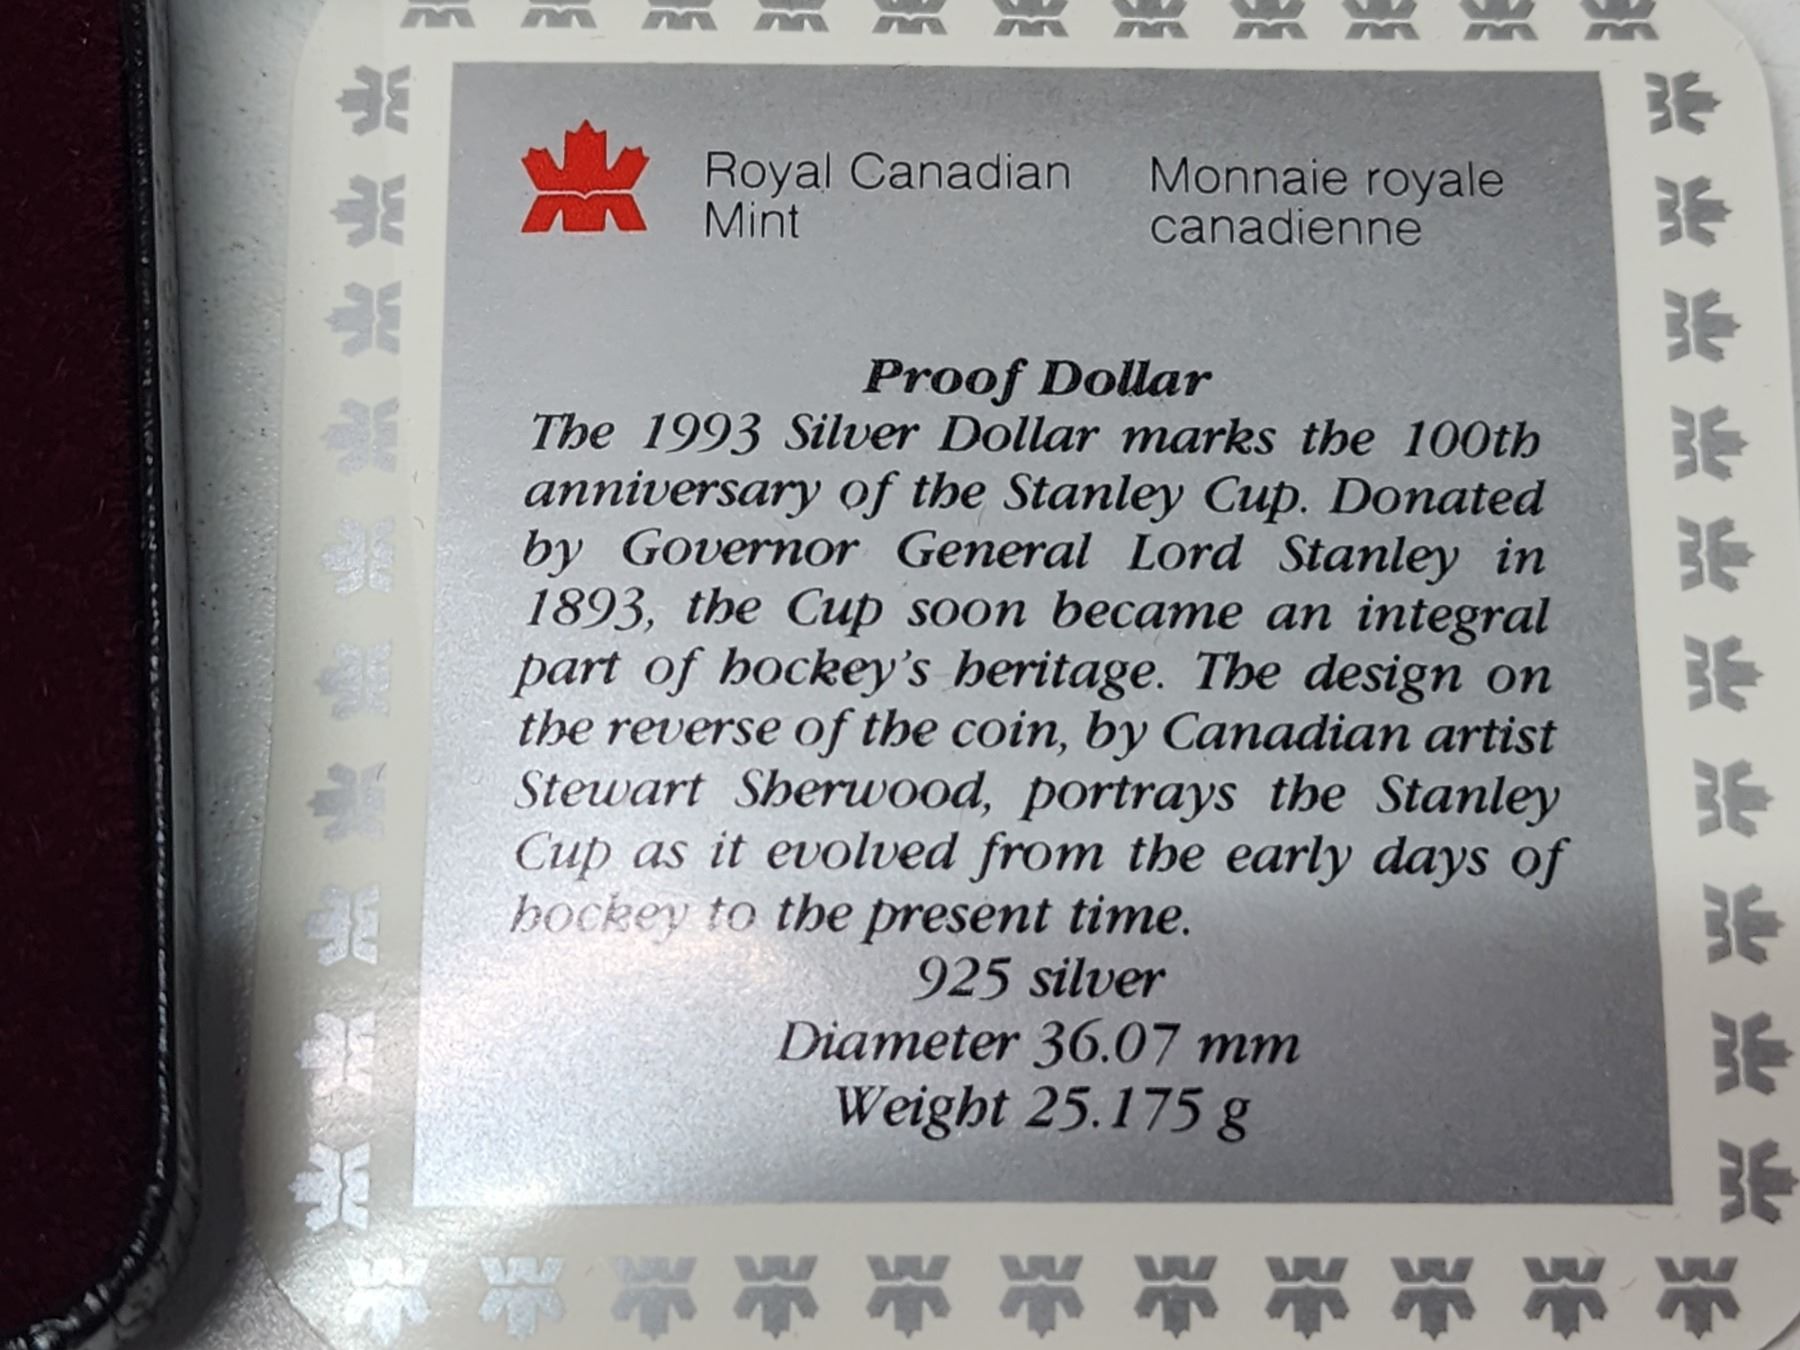 Royal Canadian
Mint
Monnaie royale
canadienne
Proof Dollar
The 1993 Silver Dollar marks the 100th
anniversary of the Stanley Cup. Donated
by Governor General Lord Stanley in
1893, the Cup soon became an integral
part of hockey's heritage. The design on
the reverse of the coin, by Canadian artist
Stewart Sherwood, portrays the Stanley
Cup as it evolved from the early days of
hockey to the present time.
925 silver
Diameter 36.07 mm
Weight 25.175 g